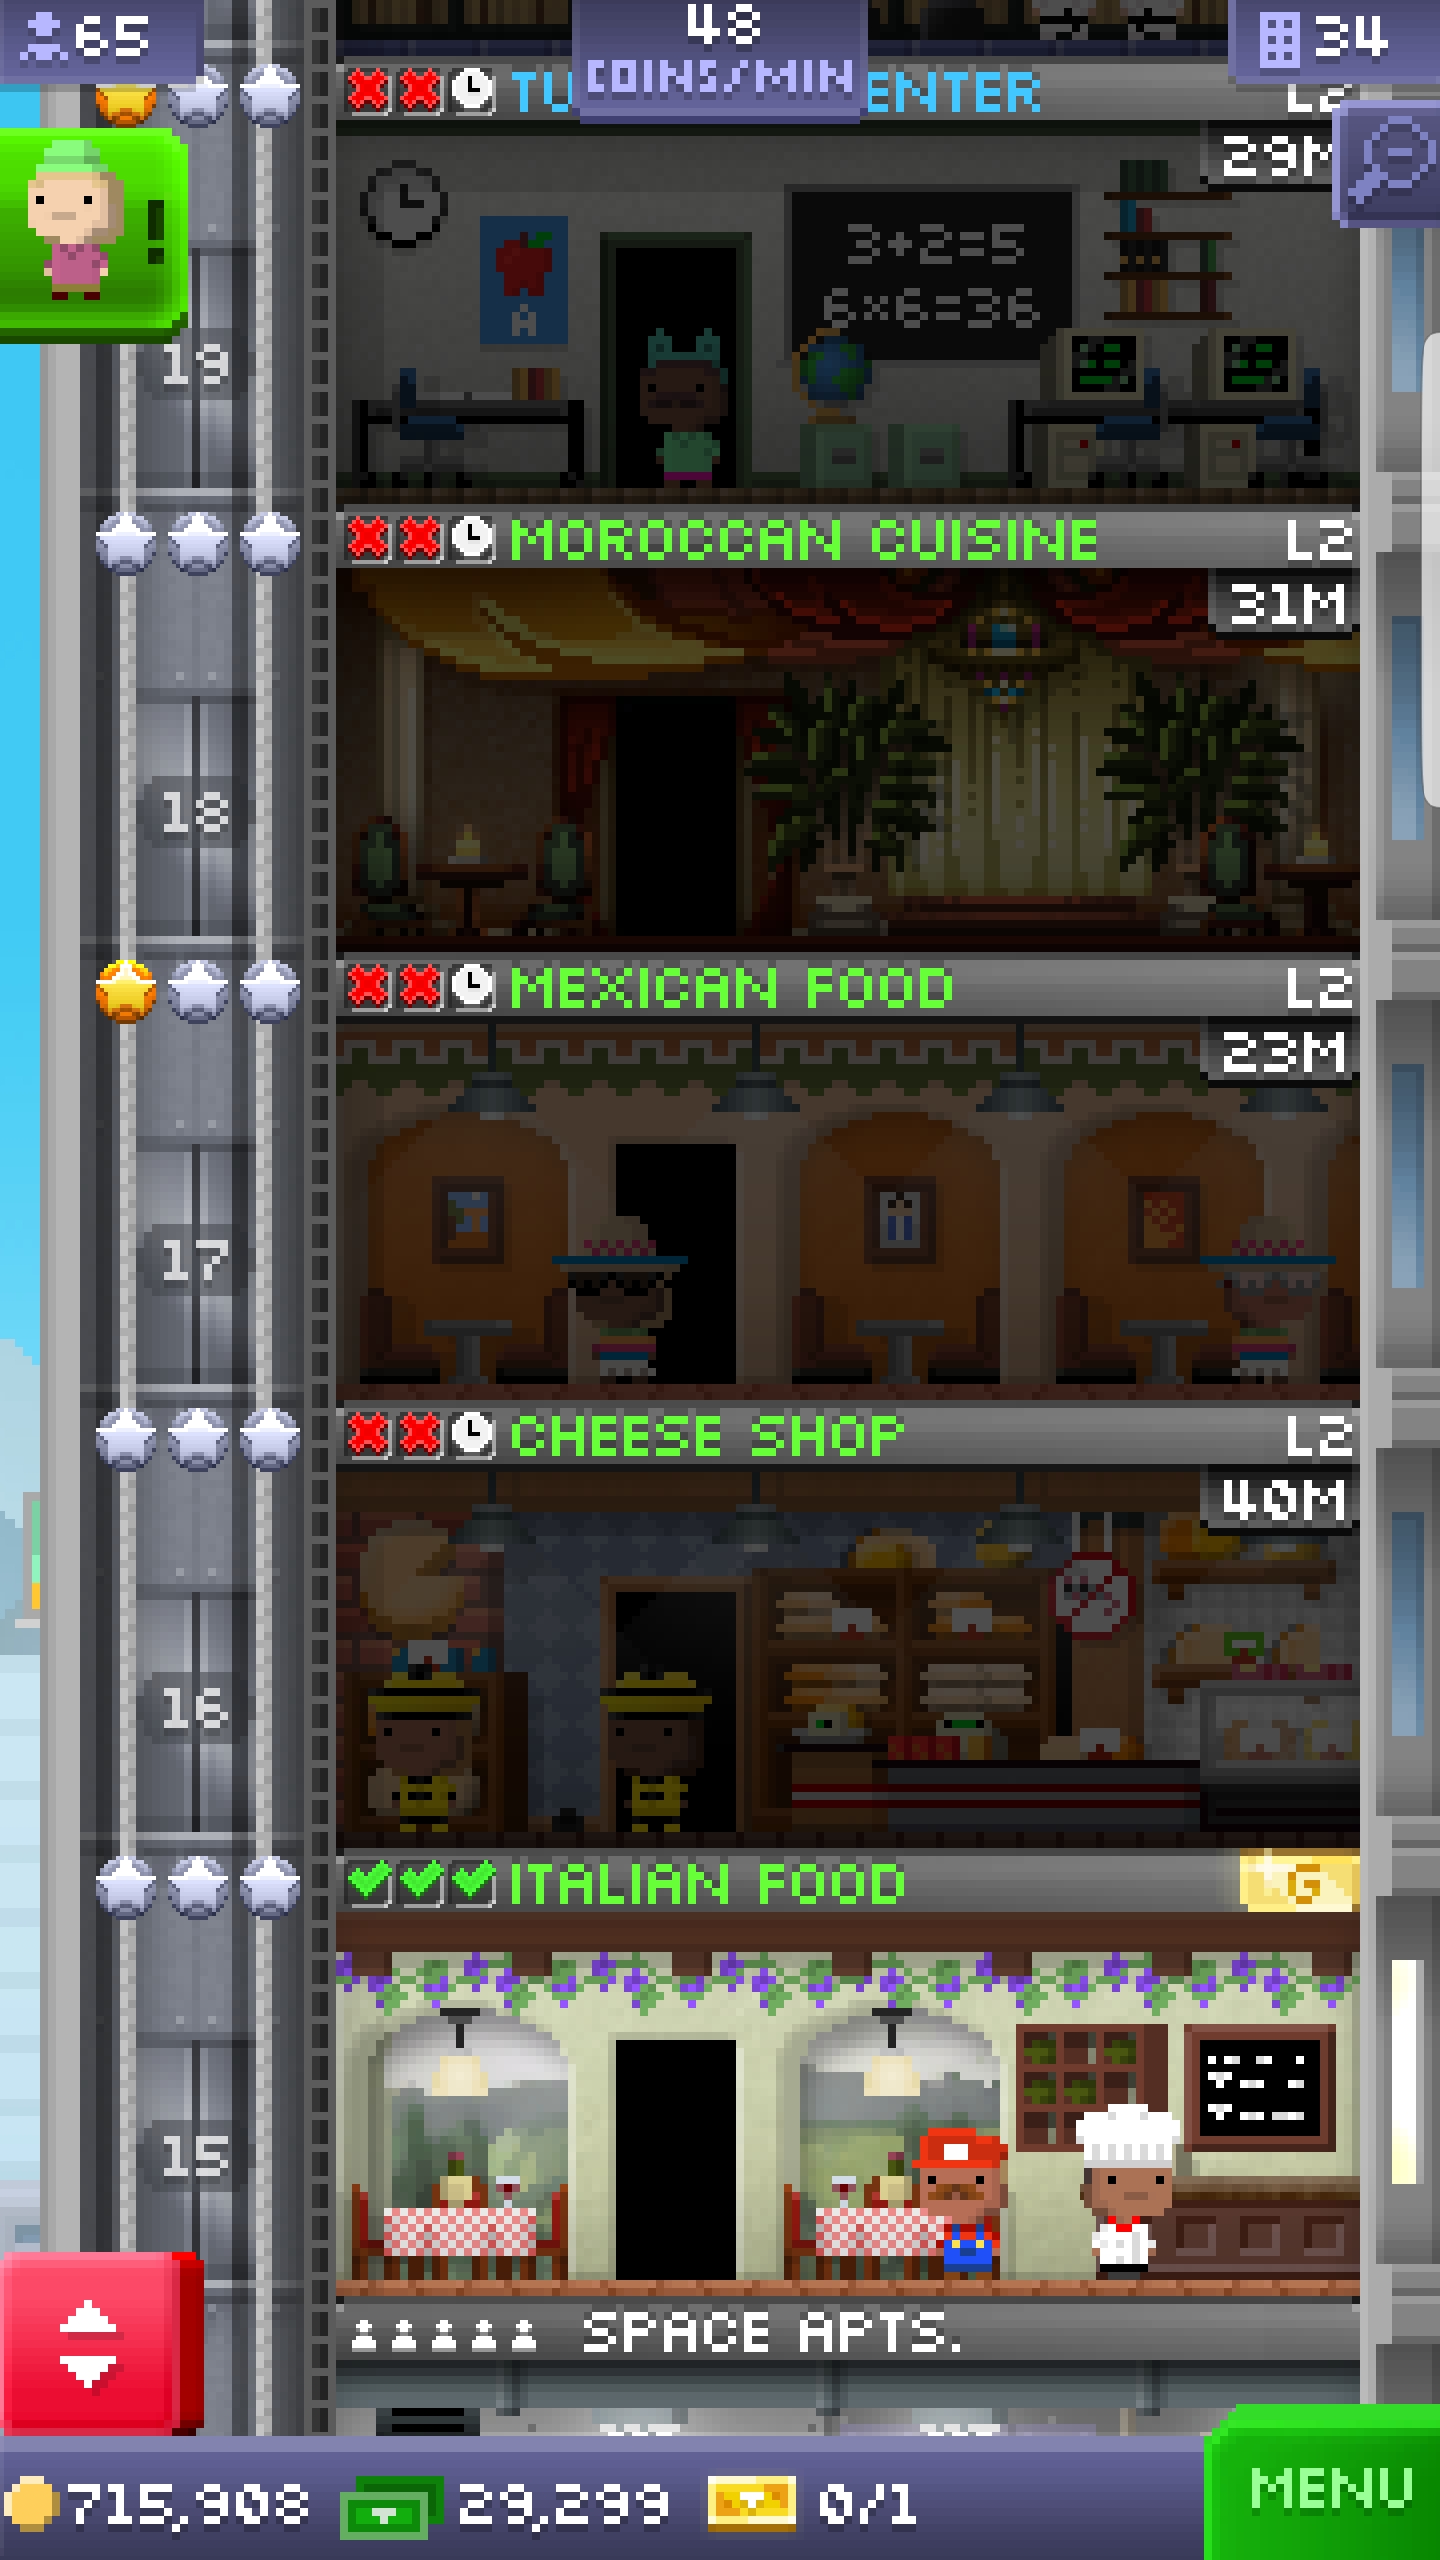 65
48
COINS/MIN
34
TU ENTER L2
29M
3+2=5
6×6=36
A
19
MOROCCAN CUISINE L2
31M
18
MEXICAN FOOD L2
23M
17
CHEESE SHOP L2
40M
16
ITALIAN FOOD G
15
SPACE APTS.
715,908 29,299 0/1
MENU